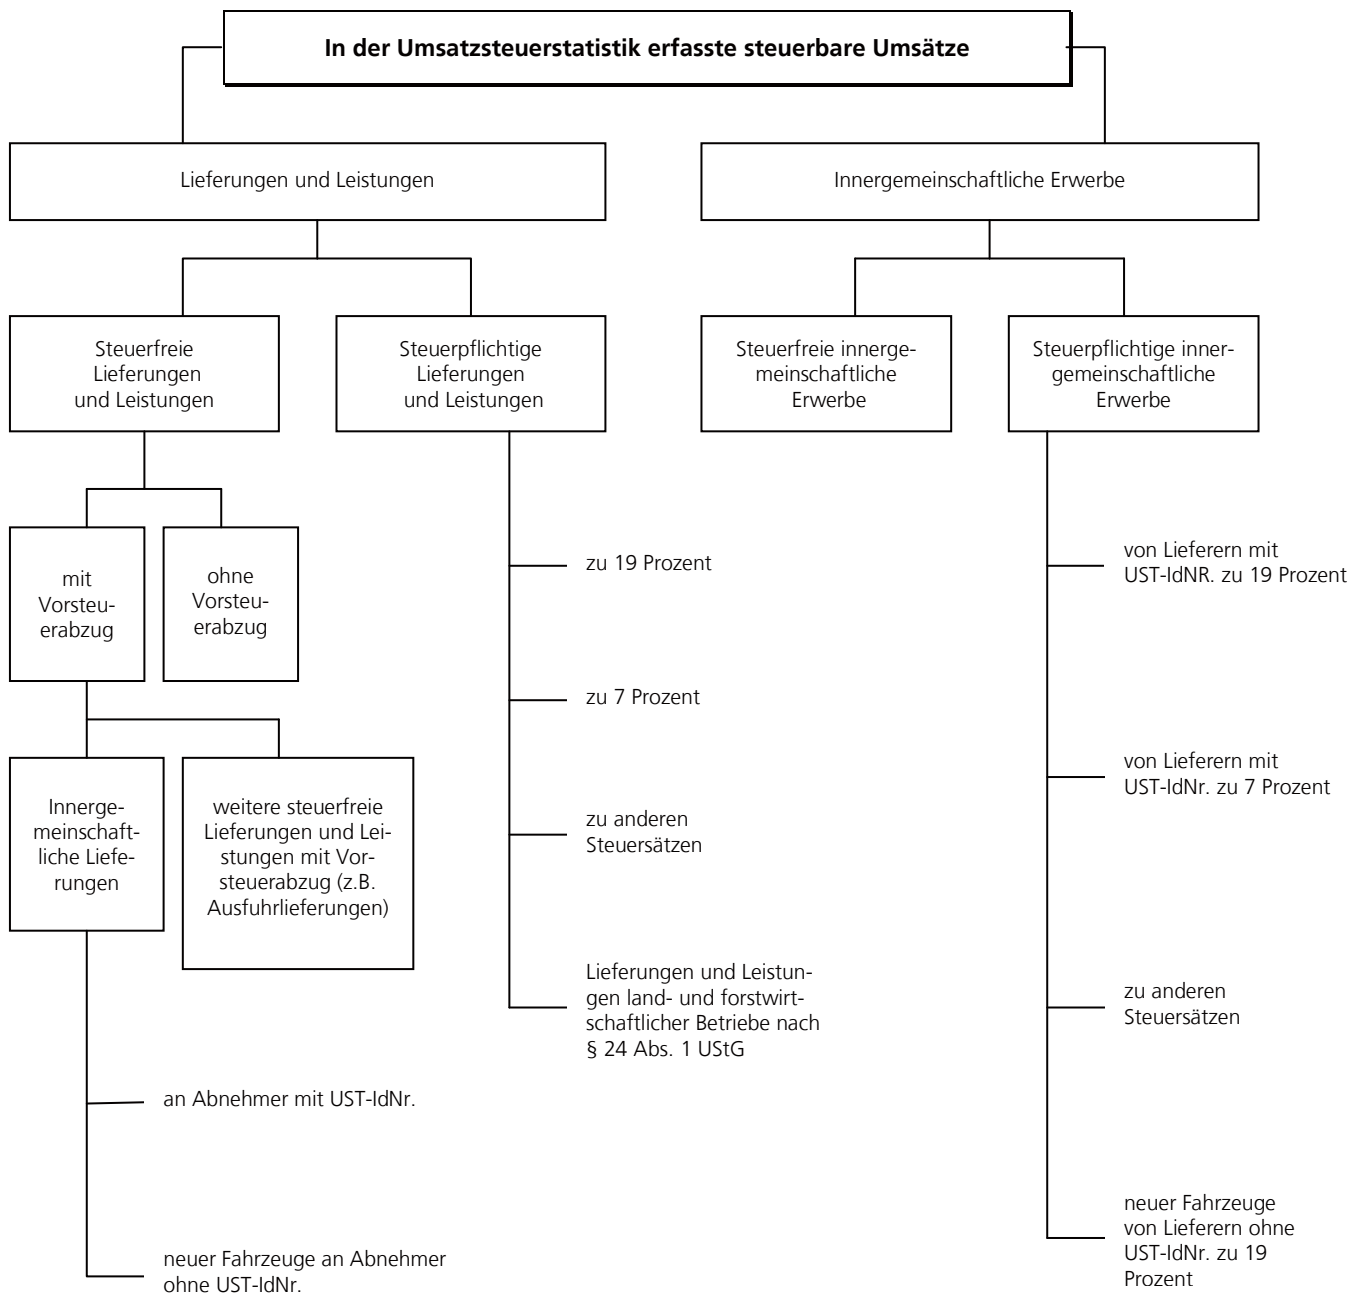 In der Umsatzsteuerstatistik erfasste steuerbare Umsätze
Lieferungen und Leistungen
Innergemeinschaftliche Erwerbe
Steuerfreie
Lieferungen
und Leistungen
Steuerpflichtige
Lieferungen
und Leistungen
Steuerfreie innerge-
meinschaftliche
Erwerbe
Steuerpflichtige inner-
gemeinschaftliche
Erwerbe
mit
Vorsteu-
erabzug
ohne
Vorsteu-
erabzug
zu 19 Prozent
von Lieferern mit
UST-IdNR. zu 19 Prozent
zu 7 Prozent
von Lieferern mit
UST-IdNr. zu 7 Prozent
Innerge-
meinschaft-
liche Liefe-
rungen
weitere steuerfreie
Lieferungen und Lei-
stungen mit Vor-
steuerabzug (z.B.
Ausfuhrlieferungen)
zu anderen
Steuersätzen
Lieferungen und Leistun-
gen land- und forstwirt-
schaftlicher Betriebe nach
§ 24 Abs. 1 UStG
zu anderen
Steuersätzen
an Abnehmer mit UST-IdNr.
neuer Fahrzeuge an Abnehmer
ohne UST-IdNr.
neuer Fahrzeuge
von Lieferern ohne
UST-IdNr. zu 19
Prozent